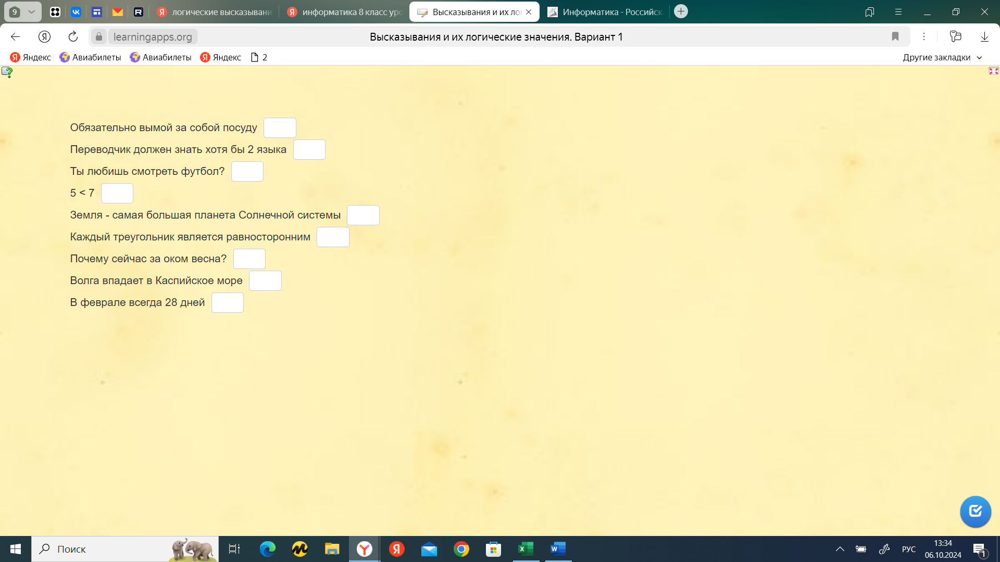 9
логические высказывани
информатика 8 класс уро
Высказывания и их лог
Информатика - Российск
learningapps.org
Высказывания и их логические значения. Вариант 1
Яндекс
Авиабилеты
Авиабилеты
Яндекс
2
Другие закладки
Обязательно вымой за собой посуду
Переводчик должен знать хотя бы 2 языка
Ты любишь смотреть футбол?
5 < 7
Земля - самая большая планета Солнечной системы
Каждый треугольник является равносторонним
Почему сейчас за оком весна?
Волга впадает в Каспийское море
В феврале всегда 28 дней
Поиск
РУС
13:34
06.10.2024
1